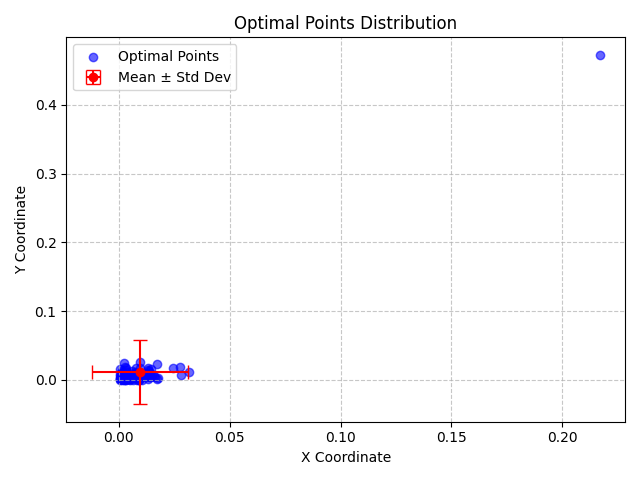 Optimal Points Distribution
Optimal Points
Mean ± Std Dev
Y Coordinate
0.4
0.3
0.2
0.1
0.0
0.00 0.05 0.10 0.15 0.20
X Coordinate